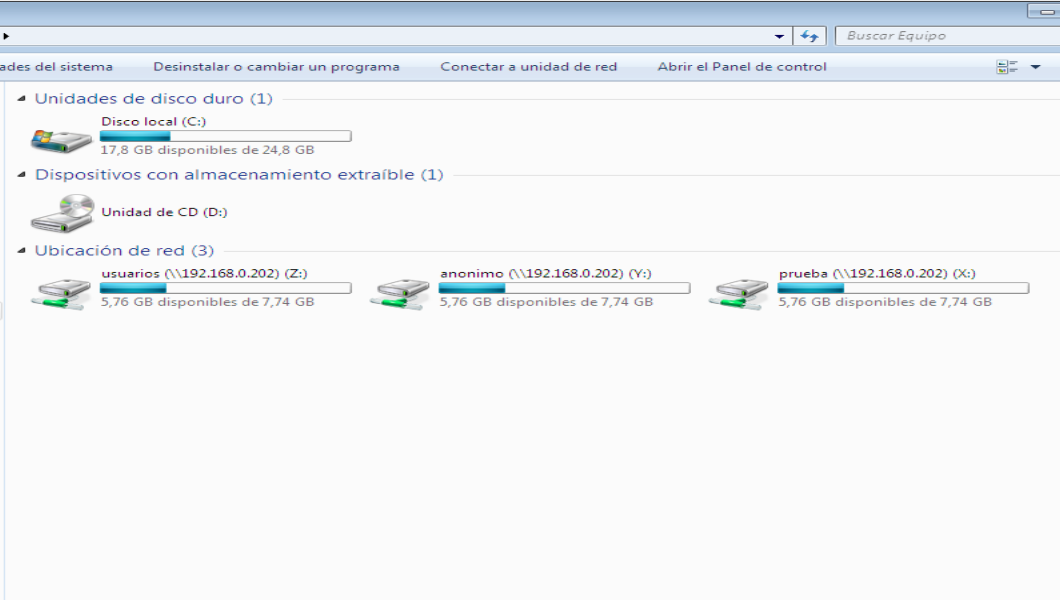 Buscar Equipo
ades del sistema Desinstalar o cambiar un programa Conectar a unidad de red Abrir el Panel de control
Unidades de disco duro (1)
Disco local (C:)
17,8 GB disponibles de 24,8 GB
Dispositivos con almacenamiento extraíble (1)
Unidad de CD (D:)
Ubicación de red (3)
usuarios (\\192.168.0.202) (Z:) anonimo (\\192.168.0.202) (Y:) prueba (\\192.168.0.202) (X:)
5,76 GB disponibles de 7,74 GB 5,76 GB disponibles de 7,74 GB 5,76 GB disponibles de 7,74 GB